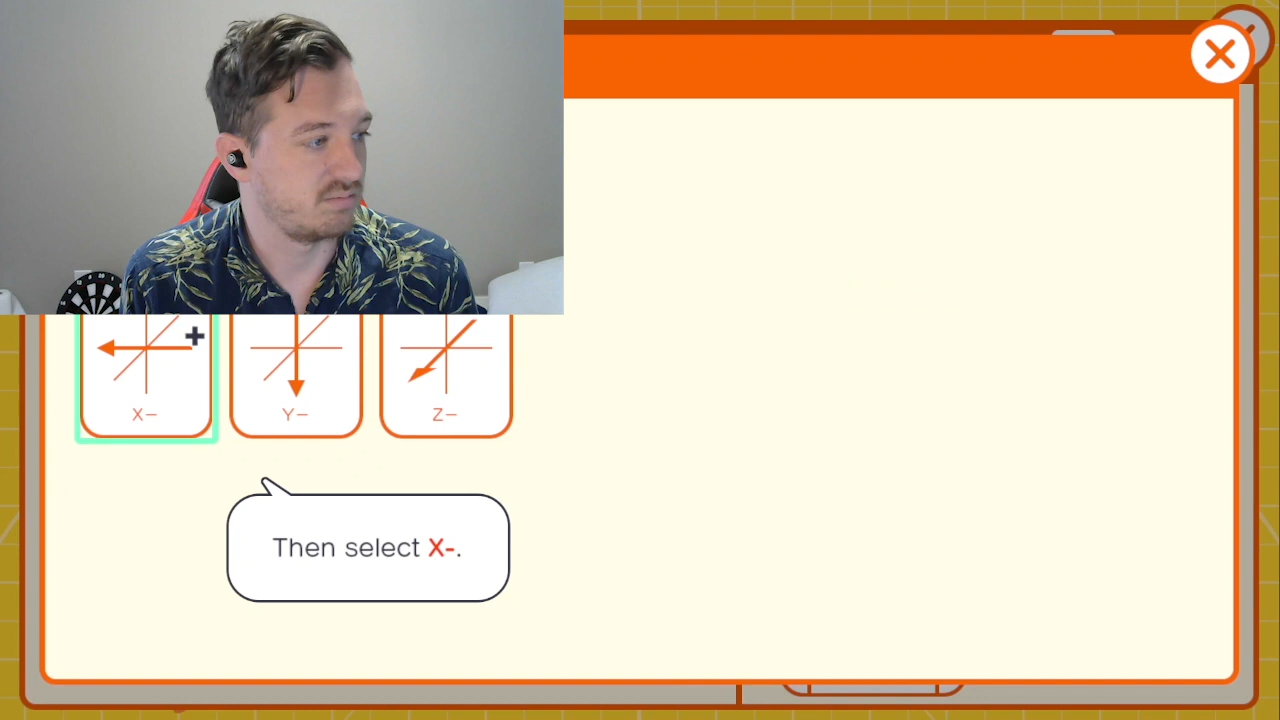 X–
Y–
Z–
Then select X-.